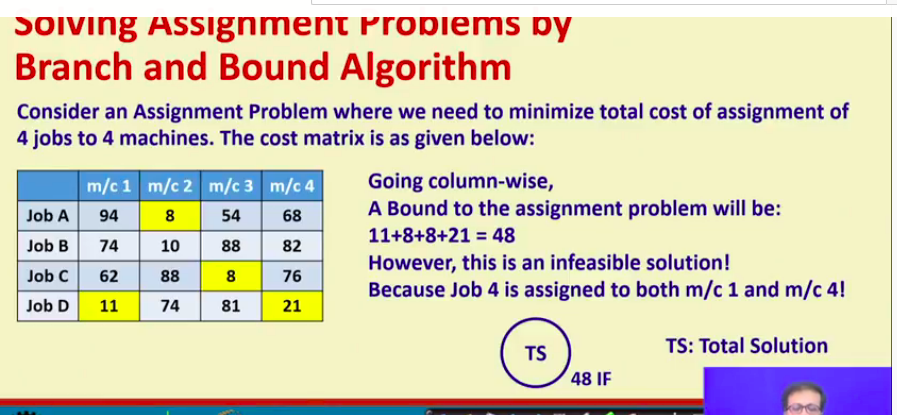 Solving Assignment Problems by
Branch and Bound Algorithm
Consider an Assignment Problem where we need to minimize total cost of assignment of
4 jobs to 4 machines. The cost matrix is as given below:
m/c 1 m/c 2 m/c 3 m/c 4
Job A 94 8 54 68
Job B 74 10 88 82
Job C 62 88 8 76
Job D 11 74 81 21
Going column-wise,
A Bound to the assignment problem will be:
11+8+8+21 = 48
However, this is an infeasible solution!
Because Job 4 is assigned to both m/c 1 and m/c 4!
TS
TS: Total Solution
48 IF